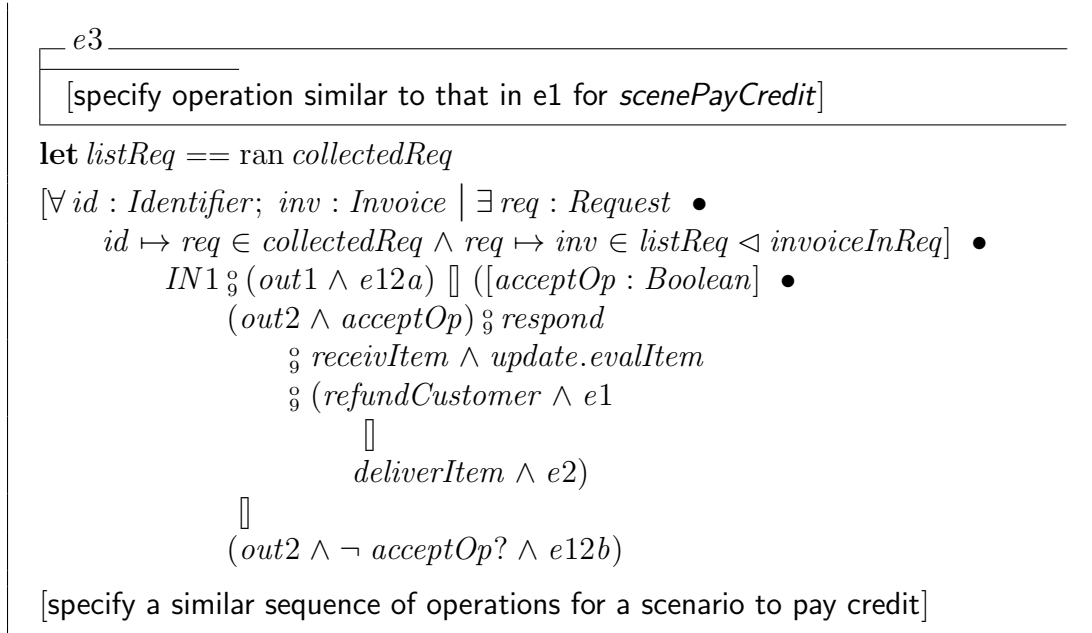 e3
[specify operation similar to that in e1 for scenePayCredit]
let listReq == ran collectedReq
[∀ id : Identifier; inv : Invoice | ∃ req : Request •
id ↦ req ∈ collectedReq ∧ req ↦ inv ∈ listReq ◁ invoiceInReq] •
IN1 ⨟ (out1 ∧ e12a) [] ([acceptOp : Boolean] •
(out2 ∧ acceptOp) ⨟ respond
⨟ receivItem ∧ update.evalItem
⨟ (refundCustomer ∧ e1
[]
deliverItem ∧ e2)
[]
(out2 ∧ ¬ acceptOp? ∧ e12b)
[specify a similar sequence of operations for a scenario to pay credit]